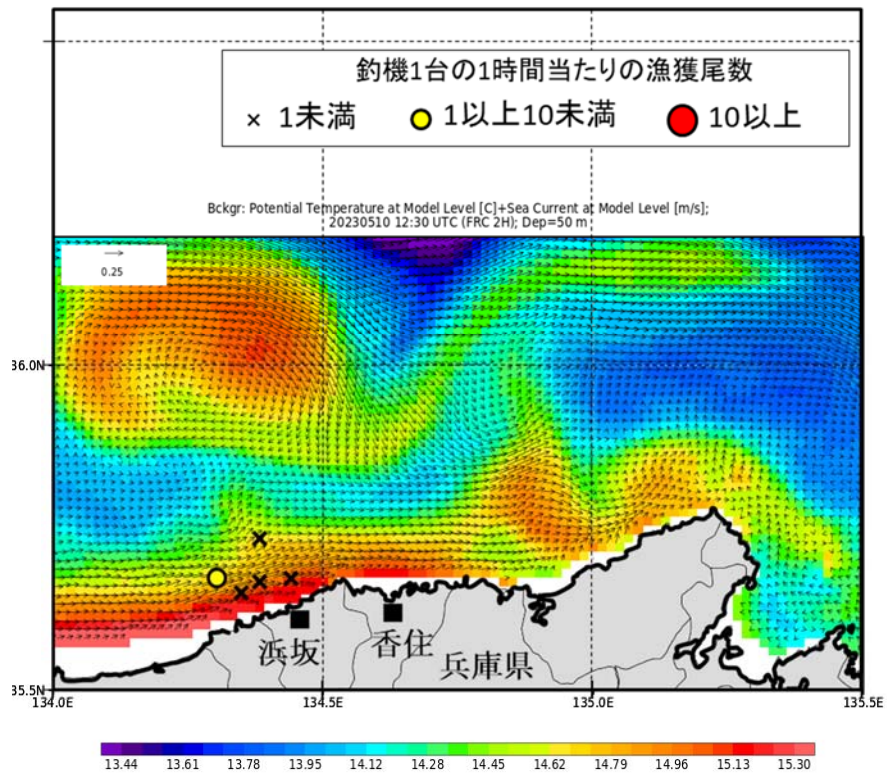 釣機1台の1時間当たりの漁獲尾数
× 1未満 1以上10未満 10以上
Bckgr: Potential Temperature at Model Level [C]+Sea Current at Model Level [m/s];
20230510 12:30 UTC (FRC 2H); Dep=50 m
0.25
36.0N
浜坂 香住
兵庫県
35.5N
134.0E 134.5E 135.0E 135.5E
13.44 13.61 13.78 13.95 14.12 14.28 14.45 14.62 14.79 14.96 15.13 15.30